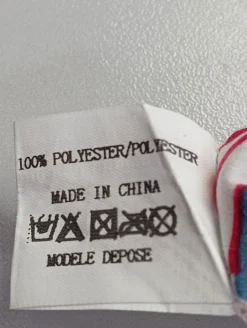 100% POLYESTER/POLYESTER
MADE IN CHINA
MODELE DEPOSE